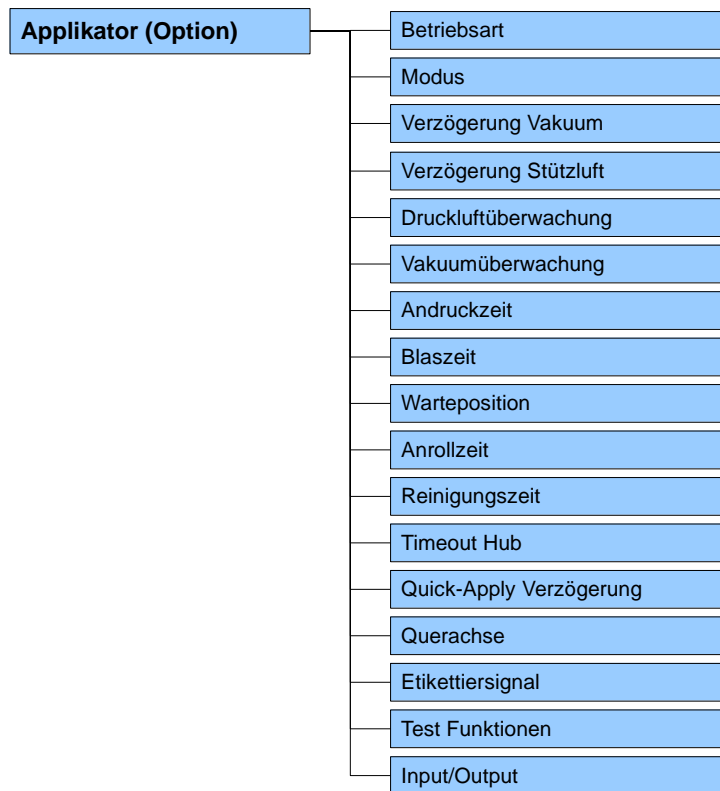 Applikator (Option)
Betriebsart
Modus
Verzögerung Vakuum
Verzögerung Stützluft
Druckluftüberwachung
Vakuumüberwachung
Andruckzeit
Blaszeit
Warteposition
Anrollzeit
Reinigungszeit
Timeout Hub
Quick-Apply Verzögerung
Querachse
Etikettiersignal
Test Funktionen
Input/Output